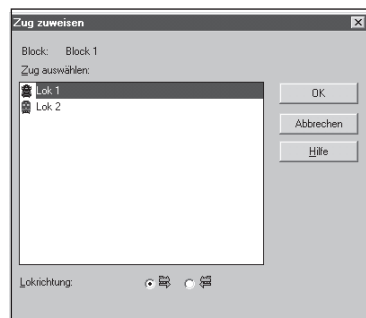 Zug zuweisen
Block: Block 1
Zug auswählen:
Lok 1
Lok 2
OK
Abbrechen
Hilfe
Lokrichtung: